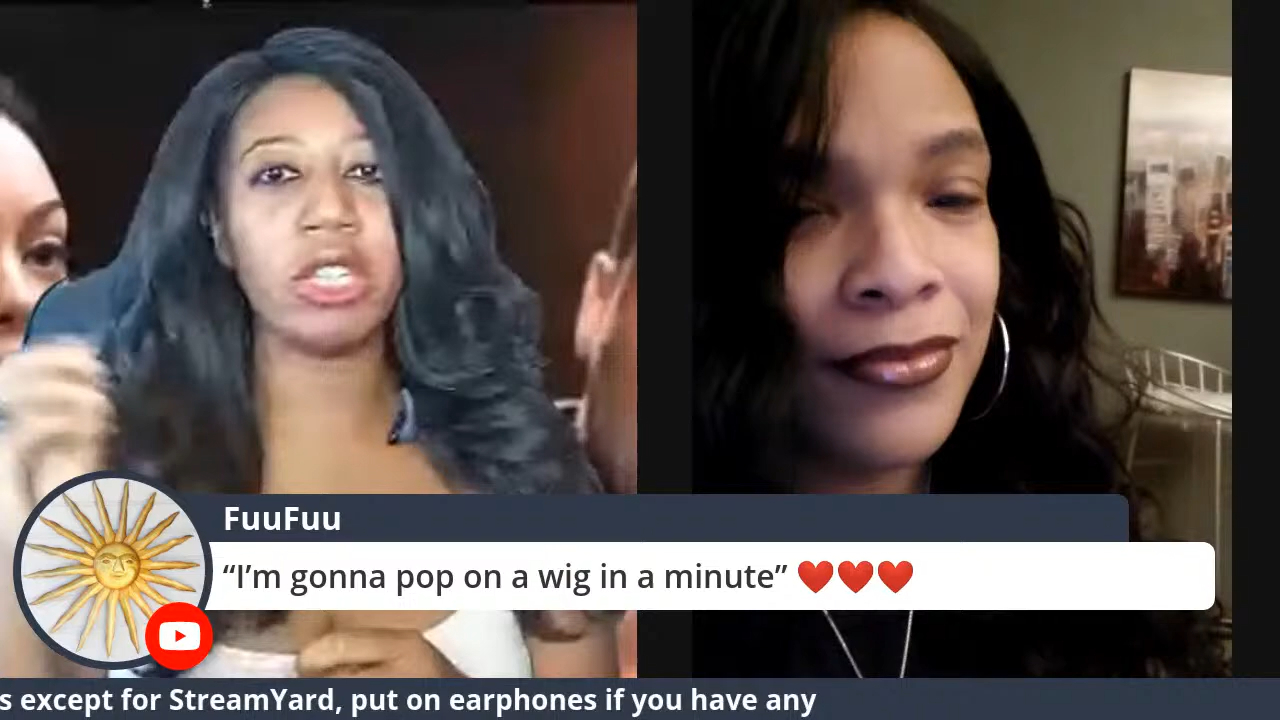 FuuFuu
“I’m gonna pop on a wig in a minute” ❤️❤️❤️
s except for StreamYard, put on earphones if you have any